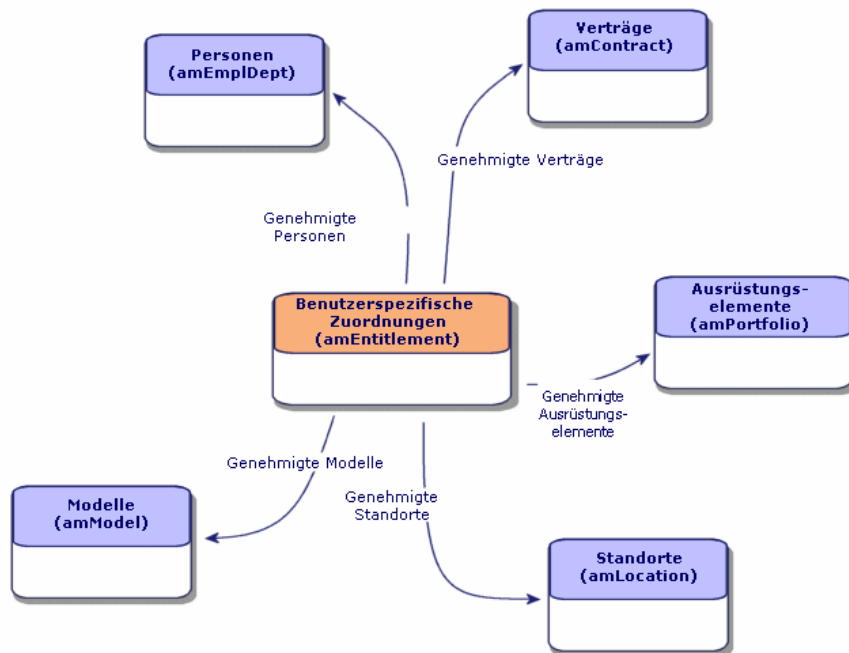 Personen
(amEmplDept)
Verträge
(amContract)
Genehmigte Verträge
Genehmigte
Personen
Benutzerspezifische
Zuordnungen
(amEntitlement)
Ausrüstungs-
elemente
(amPortfolio)
Genehmigte
Ausrüstungs-
elemente
Genehmigte Modelle
Genehmigte
Standorte
Modelle
(amModel)
Standorte
(amLocation)